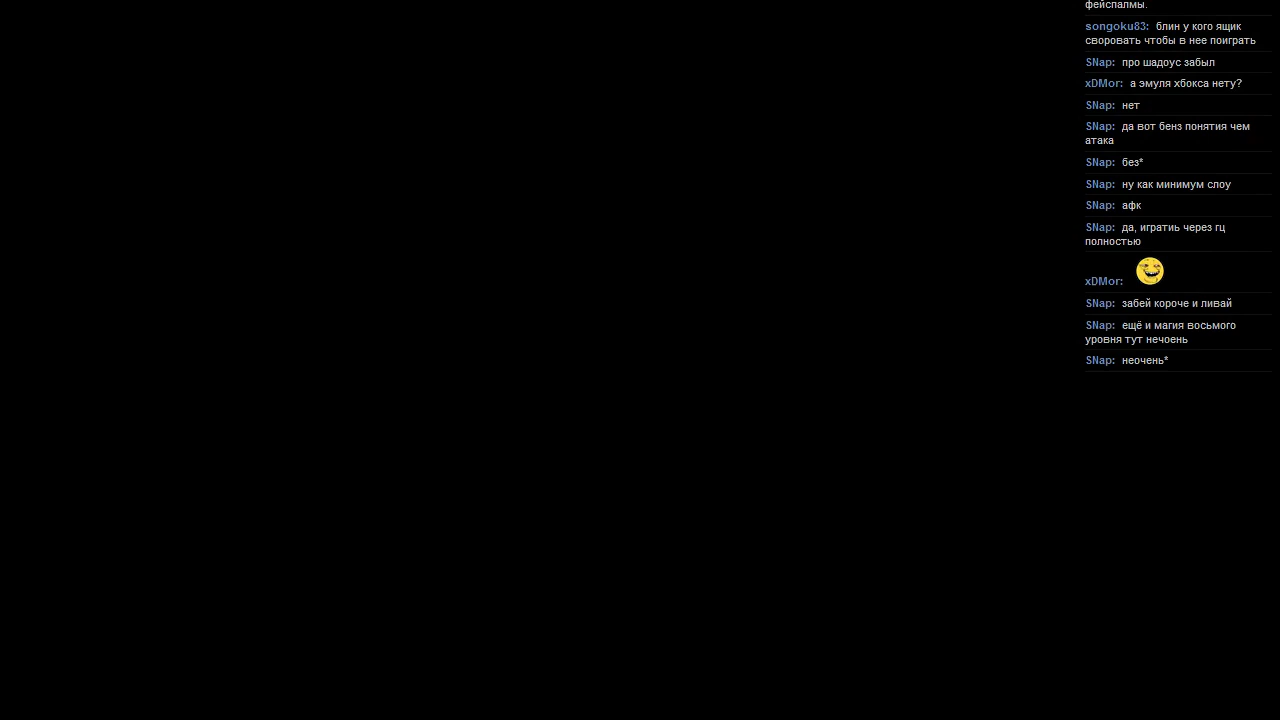 фейспалмы.
songoku83: блин у кого ящик
своровать чтобы в нее поиграть
SNap: про шадоус забыл
xDMor: а эмуля хбокса нету?
SNap: нет
SNap: да вот бенз понятия чем
атака
SNap: без*
SNap: ну как минимум слоу
SNap: афк
SNap: да, игратиь через гц
полностью
xDMor:
SNap: забей короче и ливай
SNap: ещё и магия восьмого
уровня тут нечоень
SNap: неочень*